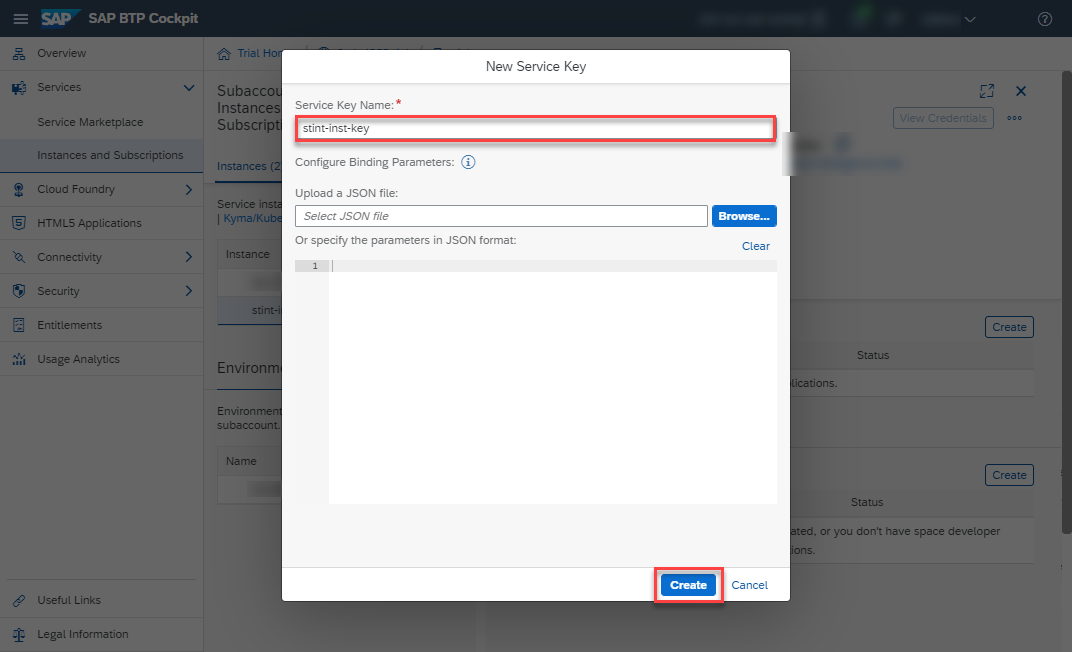 SAP SAP BTP Cockpit
Overview
Services
Service Marketplace
Instances and Subscriptions
Cloud Foundry
HTML5 Applications
Connectivity
Security
Entitlements
Usage Analytics
Useful Links
Legal Information
Trial Hom
Subaccou
Instances
Subscripti
Instances (2
Service insta
| Kyma/Kube
Instance
stint-i
Environme
Environment
subaccount.
Name
New Service Key
Service Key Name:*
stint-inst-key
Configure Binding Parameters:
Upload a JSON file:
Select JSON file
Browse...
Or specify the parameters in JSON format:
Clear
1
Create
Cancel
View Credentials
Create
Status
lications.
Create
Status
ated, or you don't have space developer
ions.